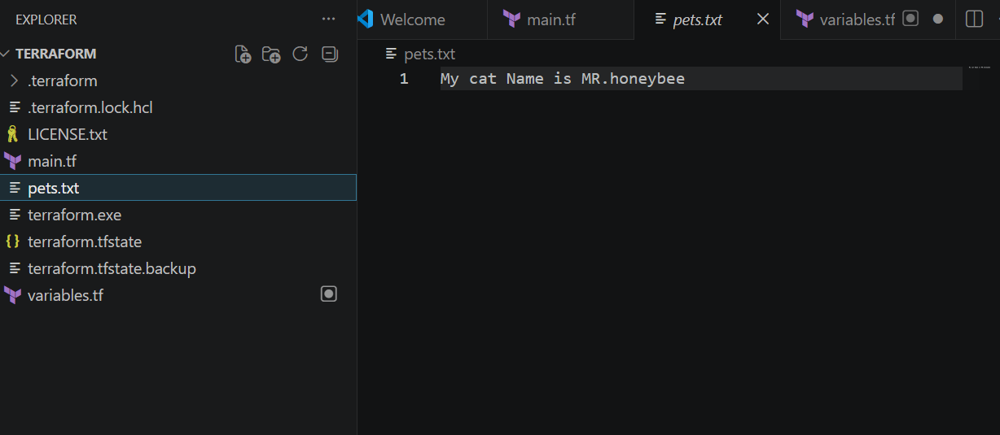 EXPLORER
TERRAFORM
.terraform
.terraform.lock.hcl
LICENSE.txt
main.tf
pets.txt
terraform.exe
{} terraform.tfstate
terraform.tfstate.backup
variables.tf
Welcome
main.tf
pets.txt
variables.tf
pets.txt
1 My cat Name is MR.honeybee